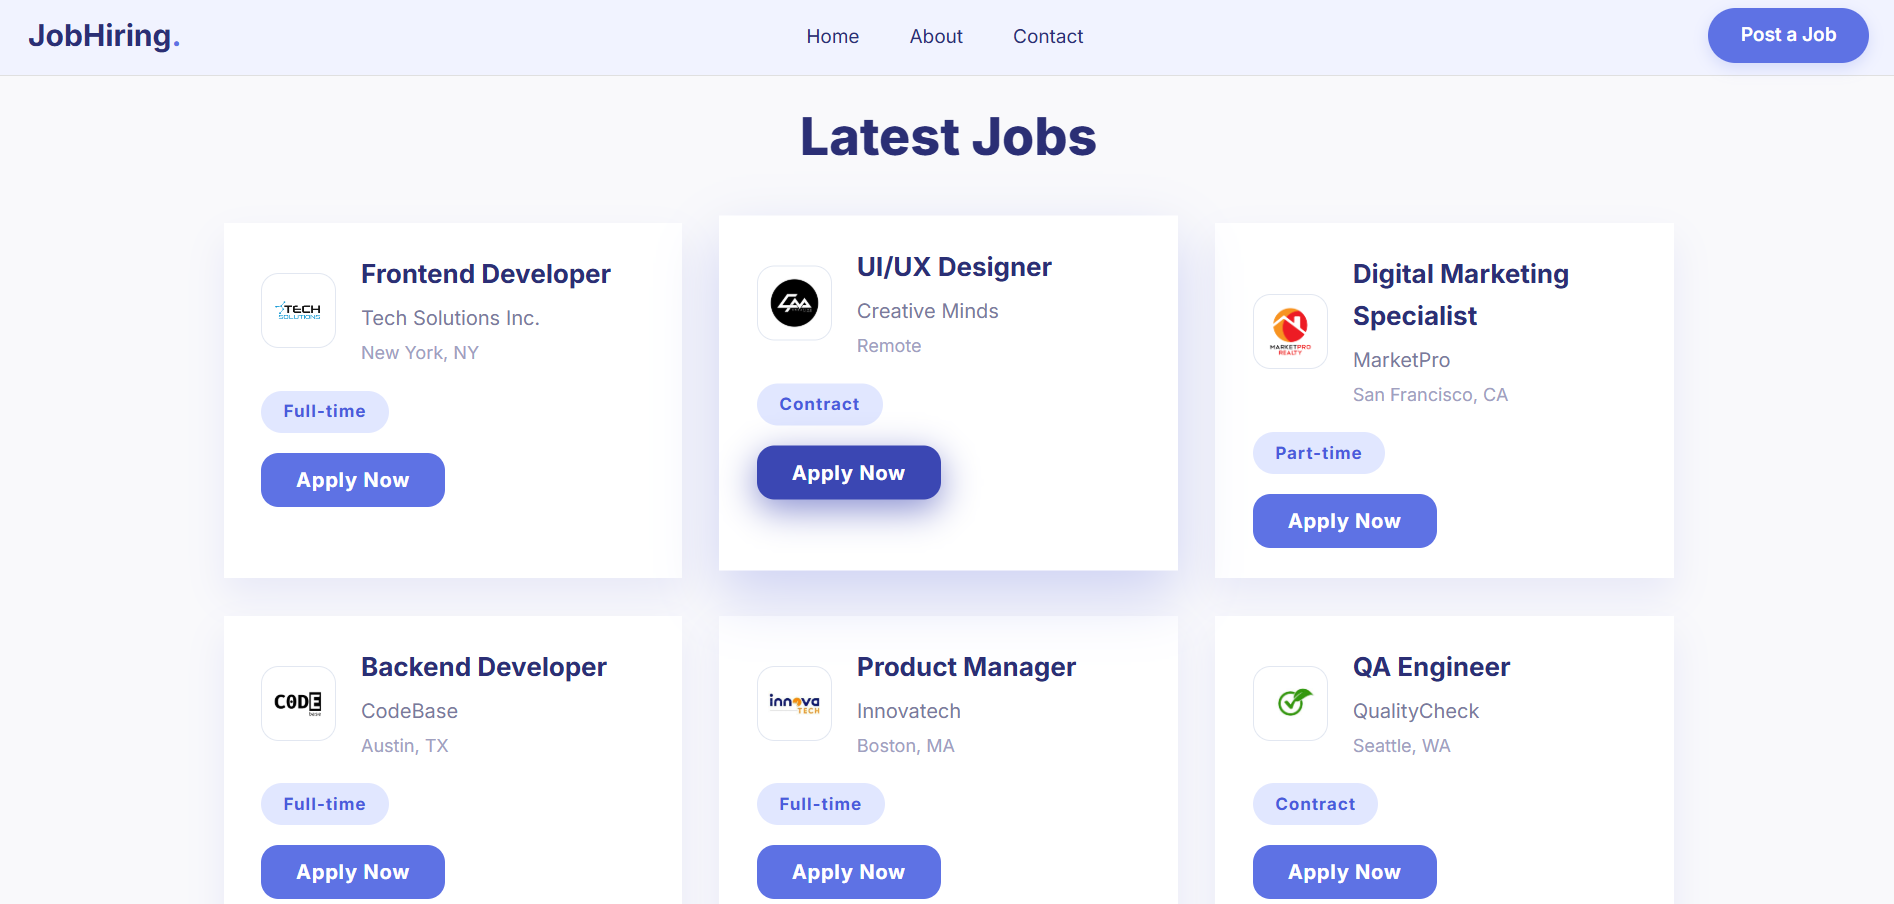 JobHiring.
Home
About
Contact
Post a Job
Latest Jobs
TECH
SOLUTIONS
Frontend Developer
Tech Solutions Inc.
New York, NY
Full-time
Apply Now
UI/UX Designer
Creative Minds
Remote
Contract
Apply Now
MARKETPRO
REALTY
Digital Marketing
Specialist
MarketPro
San Francisco, CA
Part-time
Apply Now
C0DE
base
Backend Developer
CodeBase
Austin, TX
Full-time
Apply Now
innova
TECH
Product Manager
Innovatech
Boston, MA
Full-time
Apply Now
QA Engineer
QualityCheck
Seattle, WA
Contract
Apply Now